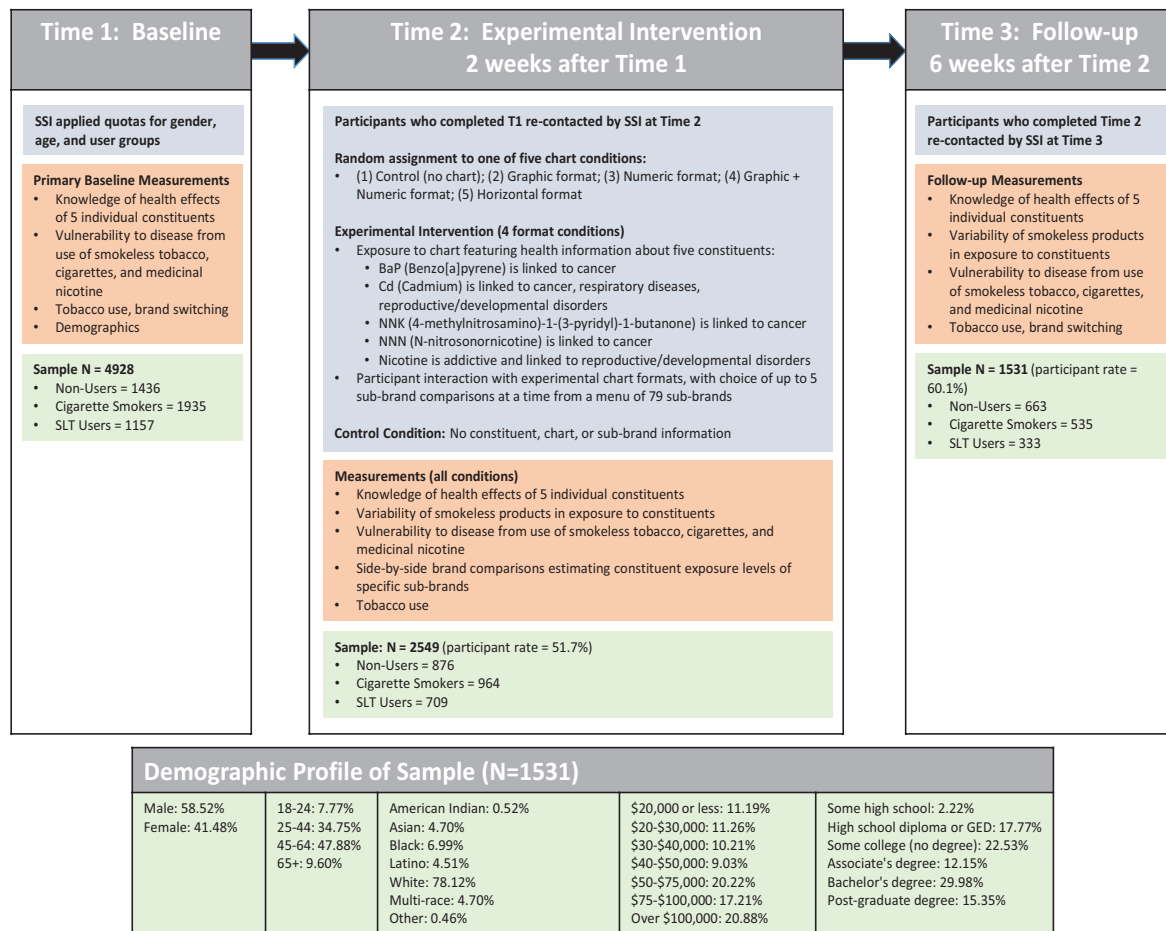 Time 1:  Baseline
SSI applied quotas for gender,
age, and user groups
Primary Baseline Measurements
• Knowledge of health effects
of 5 individual constituents
• Vulnerability to disease from
use of smokeless tobacco,
cigarettes, and medicinal
nicotine
• Tobacco use, brand switching
• Demographics
Sample N = 4928
• Non-Users = 1436
• Cigarette Smokers = 1935
• SLT Users = 1157
Time 2:  Experimental Intervention
2 weeks after Time 1
Participants who completed T1 re-contacted by SSI at Time 2
Random assignment to one of five chart conditions:
• (1) Control (no chart); (2) Graphic format; (3) Numeric format; (4) Graphic +
Numeric format; (5) Horizontal format
Experimental Intervention (4 format conditions)
• Exposure to chart featuring health information about five constituents:
• BaP (Benzo[a]pyrene) is linked to cancer
• Cd (Cadmium) is linked to cancer, respiratory diseases,
reproductive/developmental disorders
• NNK (4-methylnitrosamino)-1-(3-pyridyl)-1-butanone) is linked to cancer
• NNN (N-nitrosonornicotine) is linked to cancer
• Nicotine is addictive and linked to reproductive/developmental disorders
• Participant interaction with experimental chart formats, with choice of up to 5
sub-brand comparisons at a time from a menu of 79 sub-brands
Control Condition: No constituent, chart, or sub-brand information
Measurements (all conditions)
• Knowledge of health effects of 5 individual constituents
• Variability of smokeless products in exposure to constituents
• Vulnerability to disease from use of smokeless tobacco, cigarettes, and
medicinal nicotine
• Side-by-side brand comparisons estimating constituent exposure levels of
specific sub-brands
• Tobacco use
Sample: N = 2549 (participant rate = 51.7%)
• Non-Users = 876
• Cigarette Smokers = 964
• SLT Users = 709
Time 3:  Follow-up
6 weeks after Time 2
Participants who completed Time 2
re-contacted by SSI at Time 3
Follow-up Measurements
• Knowledge of health effects of 5
individual constituents
• Variability of smokeless products
in exposure to constituents
• Vulnerability to disease from use
of smokeless tobacco, cigarettes,
and medicinal nicotine
• Tobacco use, brand switching
Sample N = 1531 (participant rate =
60.1%)
• Non-Users = 663
• Cigarette Smokers = 535
• SLT Users = 333
Demographic Profile of Sample (N=1531)
Male: 58.52%
Female: 41.48%
18-24: 7.77%
25-44: 34.75%
45-64: 47.88%
65+: 9.60%
American Indian: 0.52%
Asian: 4.70%
Black: 6.99%
Latino: 4.51%
White: 78.12%
Multi-race: 4.70%
Other: 0.46%
$20,000 or less: 11.19%
$20-$30,000: 11.26%
$30-$40,000: 10.21%
$40-$50,000: 9.03%
$50-$75,000: 20.22%
$75-$100,000: 17.21%
Over $100,000: 20.88%
Some high school: 2.22%
High school diploma or GED: 17.77%
Some college (no degree): 22.53%
Associate's degree: 12.15%
Bachelor's degree: 29.98%
Post-graduate degree: 15.35%